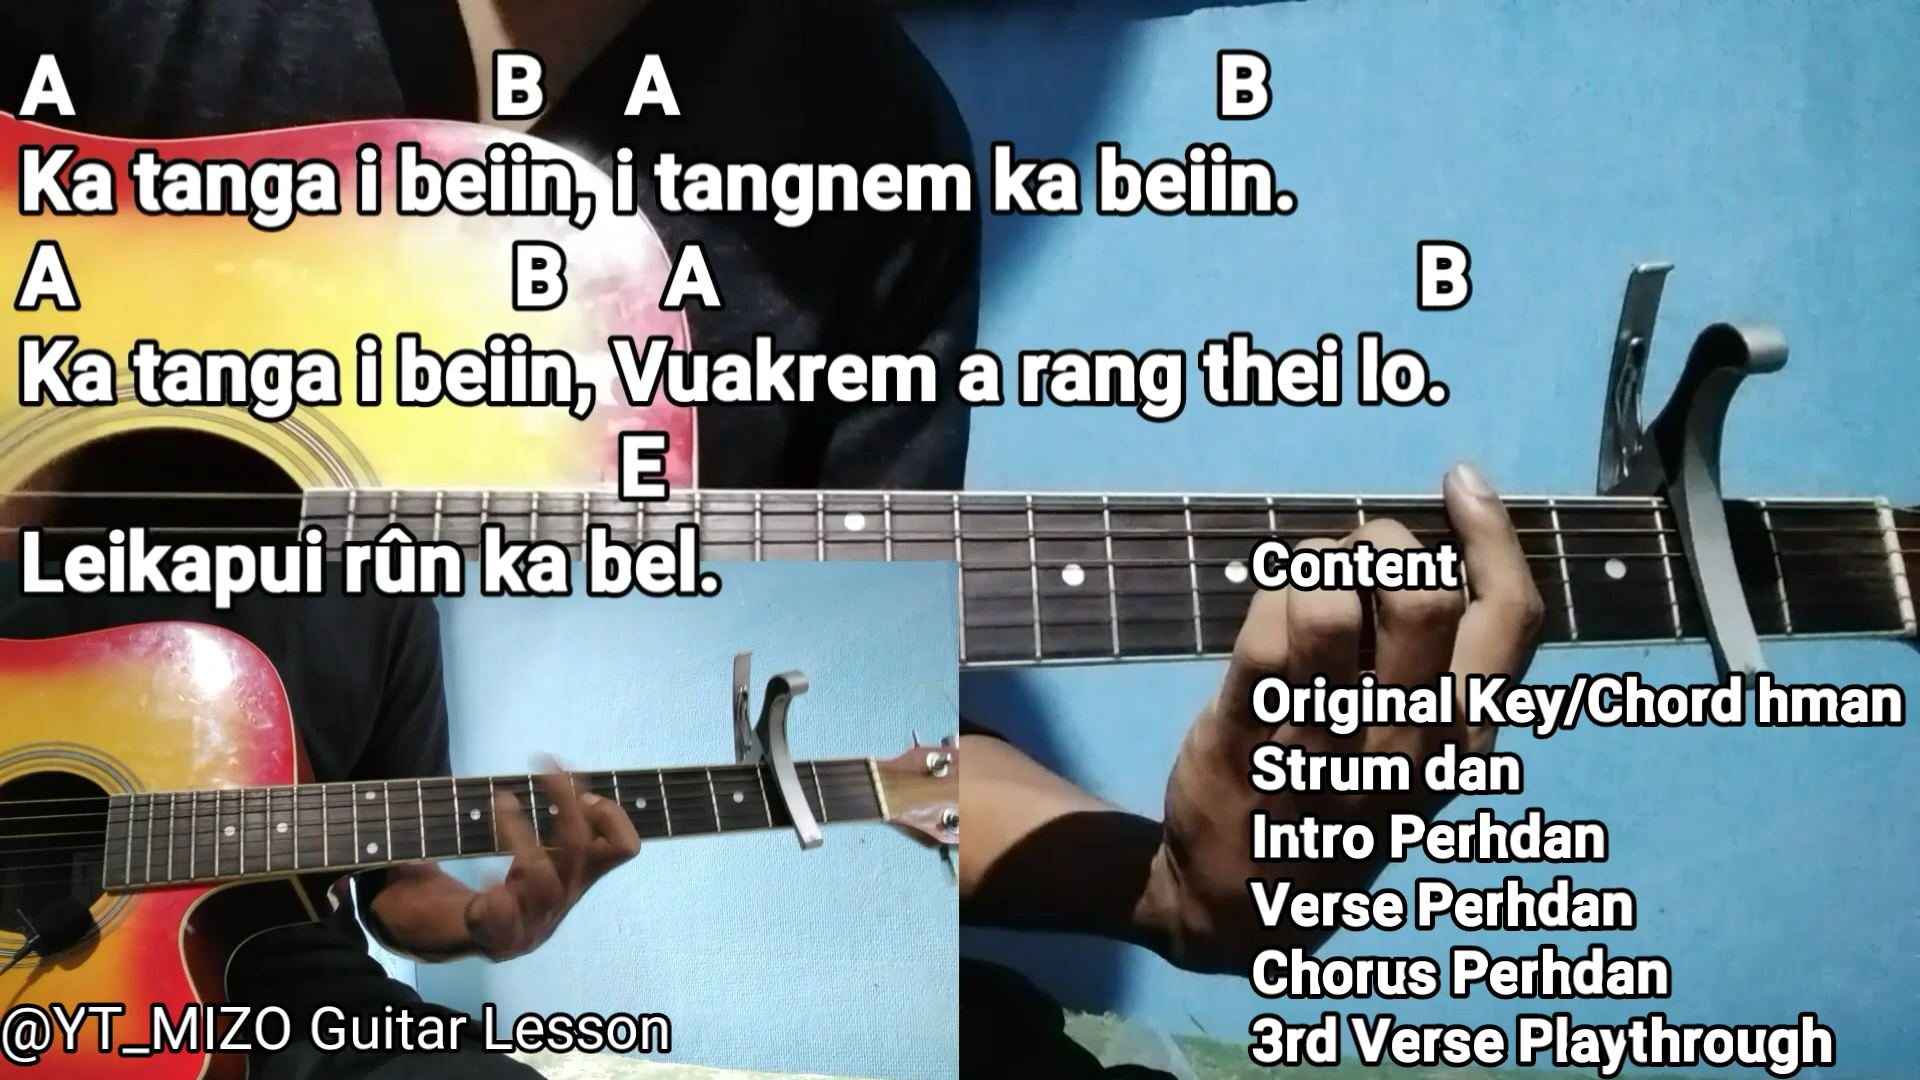 A B A B
Ka tanga i beiin, i tangnem ka beiin.
A B A B
Ka tanga i beiin, Vuakrem a rang thei lo.
E
Leikapui rûn ka bel.
Content
Original Key/Chord hman
Strum dan
Intro Perhdan
Verse Perhdan
Chorus Perhdan
3rd Verse Playthrough
@YT_MIZO Guitar Lesson